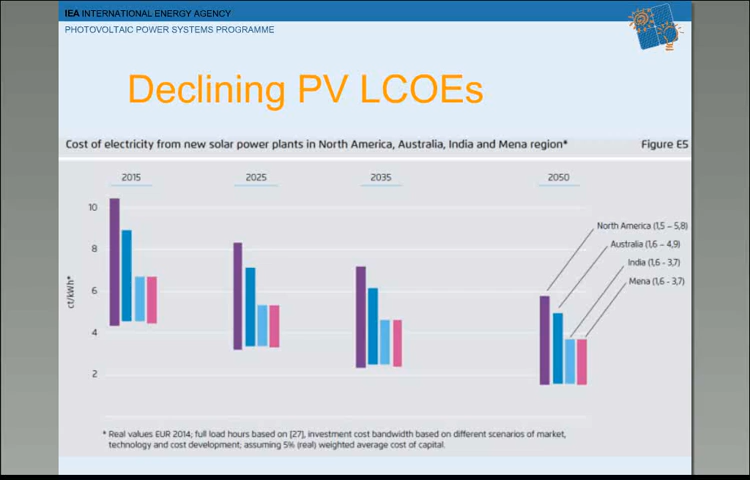 IEA INTERNATIONAL ENERGY AGENCY
PHOTOVOLTAIC POWER SYSTEMS PROGRAMME
Declining PV LCOEs
Cost of electricity from new solar power plants in North America, Australia, India and Mena region* Figure E5
2015 2025 2035 2050
10
8
6
4
2
ct/kWh*
North America (1,5 – 5,8)
Australia (1,6 – 4,9)
India (1,6 - 3,7)
Mena (1,6 - 3,7)
* Real values EUR 2014; full load hours based on [27], investment cost bandwidth based on different scenarios of market,
technology and cost development; assuming 5% (real) weighted average cost of capital.